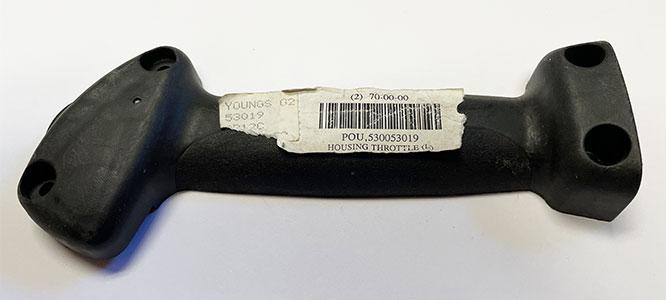 YOUNGS G2
53019
(2) 70-00-00
POU,530053019
HOUSING THROTTLE (L)